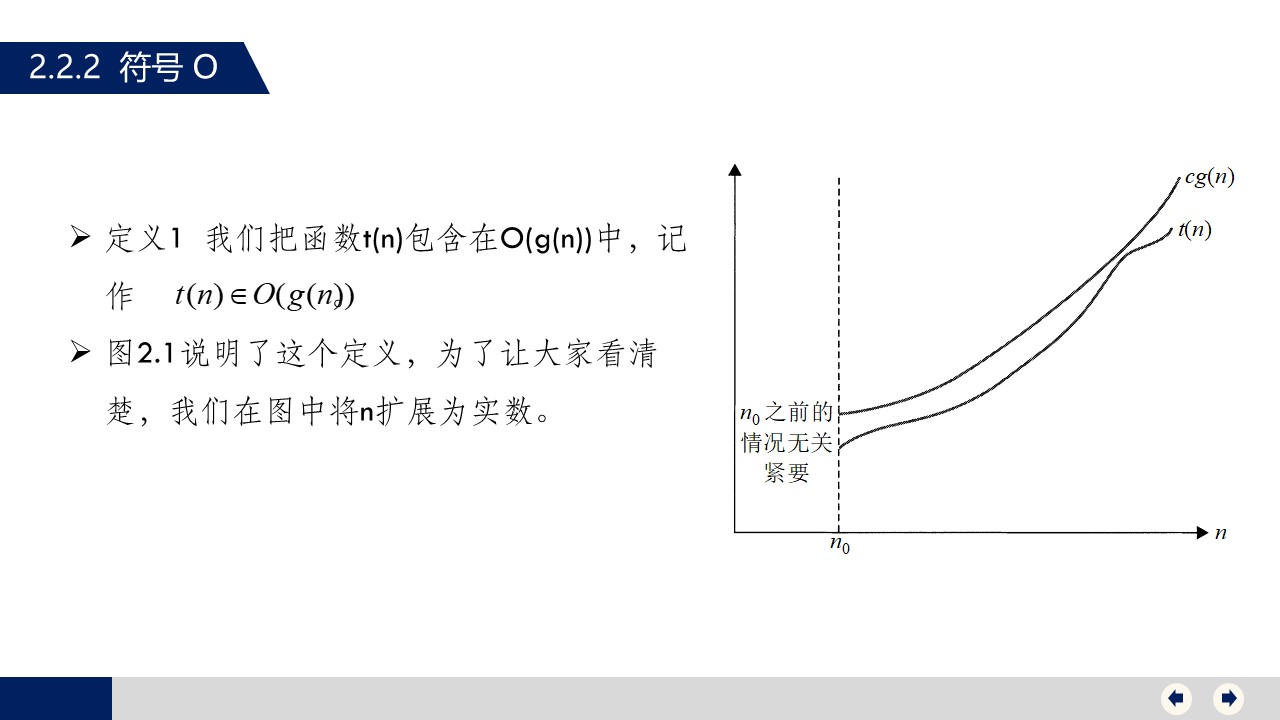 2.2.2 符号 O
定义1 我们把函数t(n)包含在O(g(n))中，记
作 t(n)∈O(g(n))。
图2.1说明了这个定义，为了让大家看清
楚，我们在图中将n扩展为实数。
cg(n)
t(n)
n₀之前的
情况无关
紧要
n₀
n